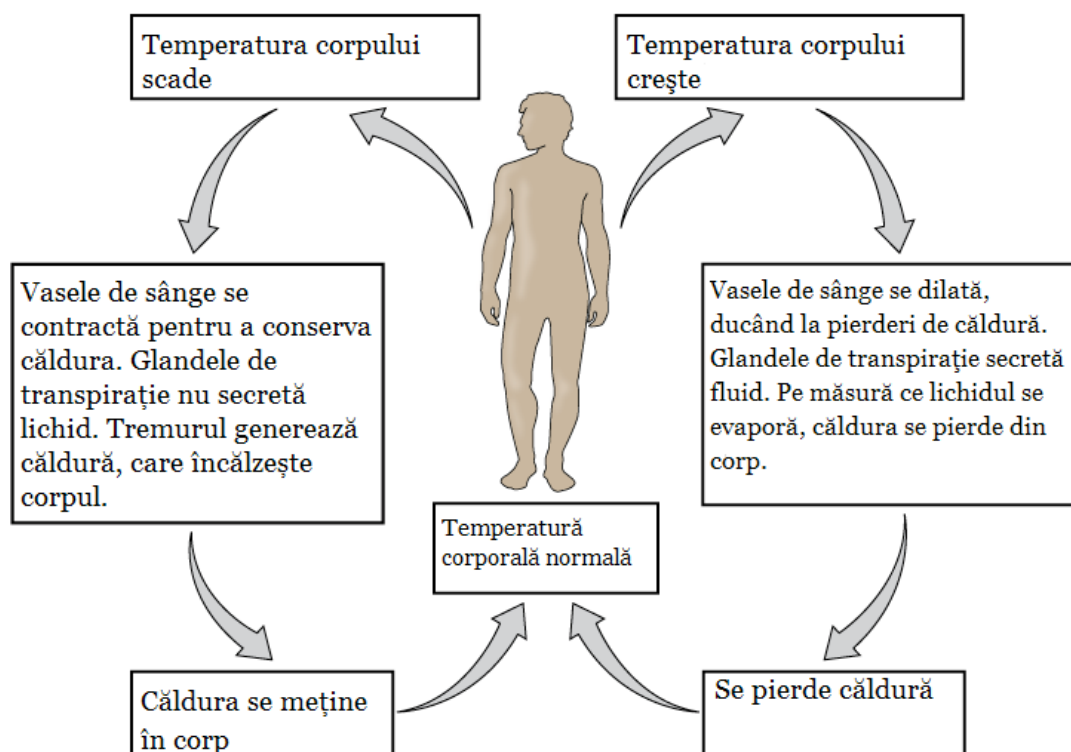 Temperatura corpului
scade
Temperatura corpului
crește
Vasele de sânge se
contractă pentru a conserva
căldura. Glandele de
transpirație nu secretă
lichid. Tremurul generează
căldură, care încălzește
corpul.
Vasele de sânge se dilată,
ducând la pierderi de căldură.
Glandele de transpiraţie secretă
fluid. Pe măsură ce lichidul se
evaporă, căldura se pierde din
corp.
Temperatură
corporală normală
Căldura se meține
în corp
Se pierde căldură